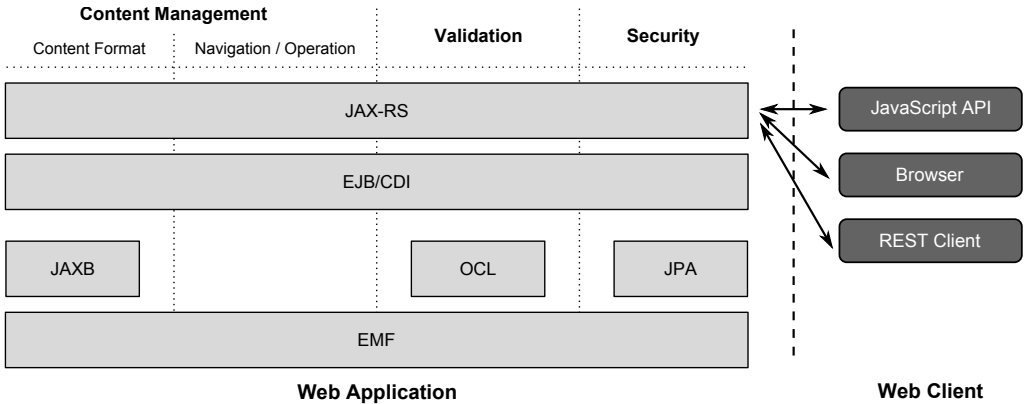 Content Management
Content Format
Navigation / Operation
Validation
Security
JAX-RS
EJB/CDI
JAXB
OCL
JPA
EMF
Web Application
JavaScript API
Browser
REST Client
Web Client